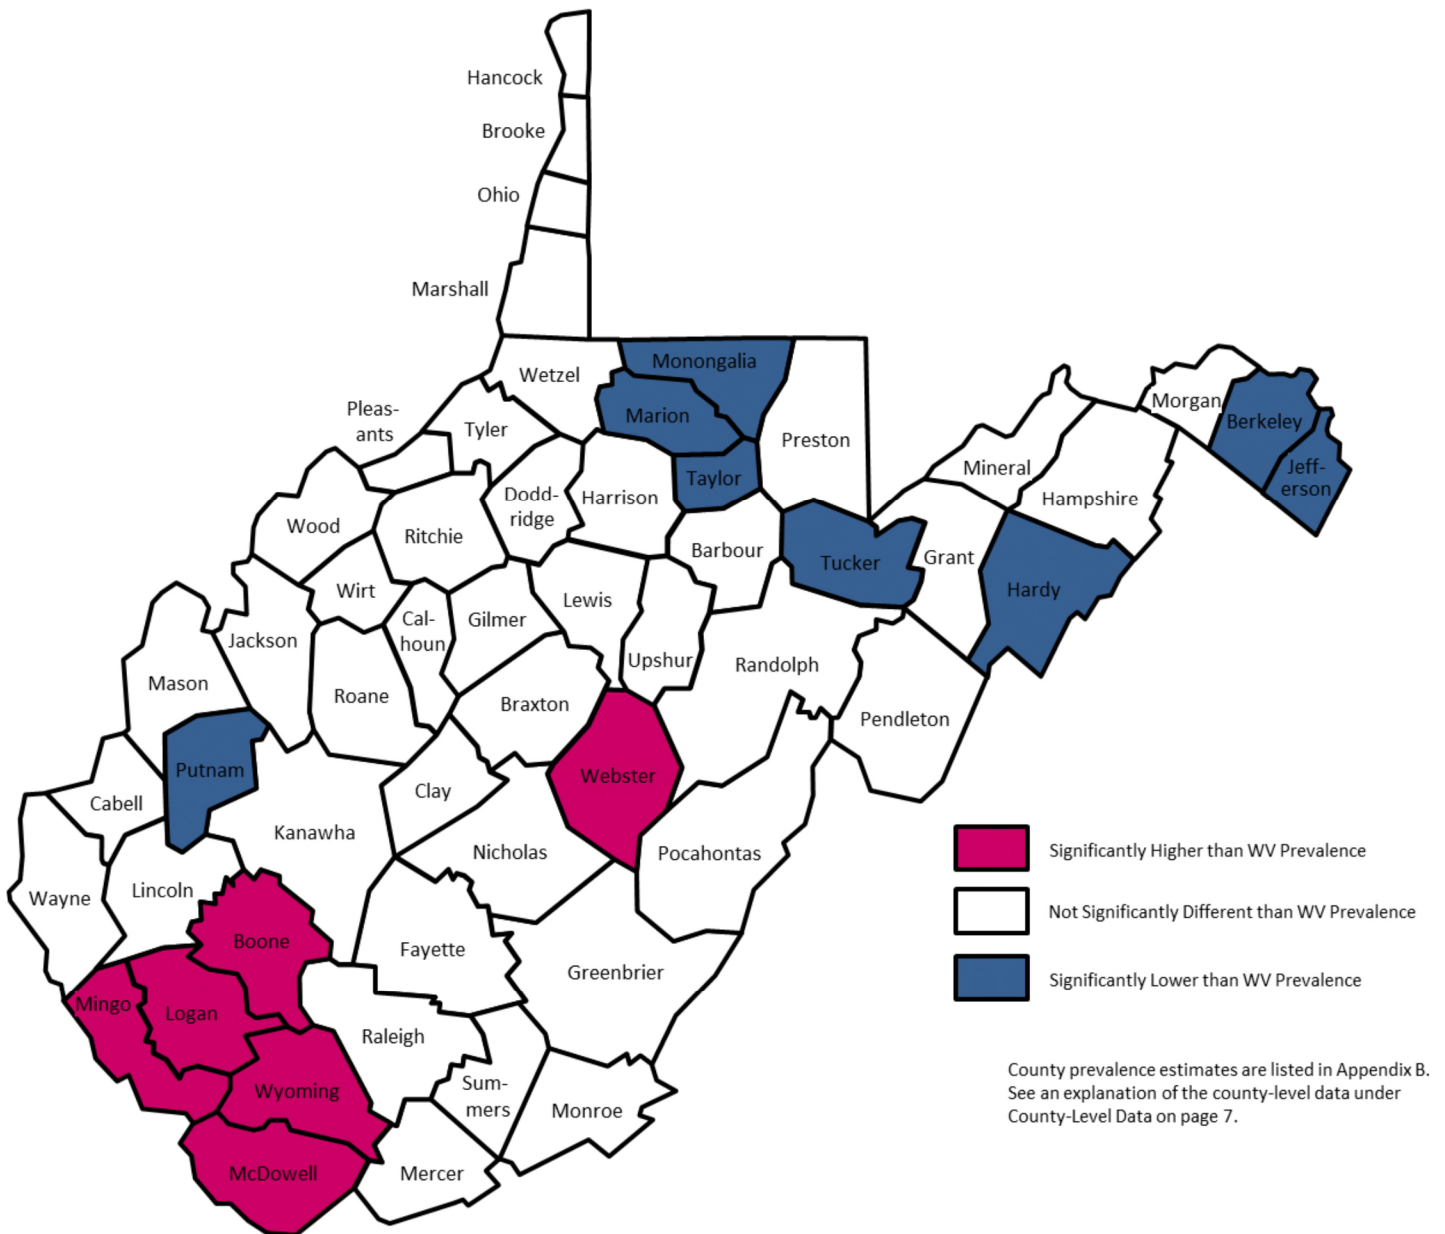 Hancock
Brooke
Ohio
Marshall
Wetzel
Monongalia
Marion
Pleas-
ants
Tyler
Preston
Morgan
Berkeley
Jeff-
erson
Mineral
Hampshire
Taylor
Harrison
Dodd-
ridge
Wood
Ritchie
Barbour
Tucker
Grant
Hardy
Wirt
Cal-
houn
Gilmer
Lewis
Jackson
Upshur
Randolph
Mason
Roane
Braxton
Pendleton
Putnam
Webster
Clay
Cabell
Kanawha
Nicholas
Pocahontas
Wayne
Lincoln
Boone
Fayette
Greenbrier
Mingo
Logan
Raleigh
Wyoming
Sum-
mers
Monroe
McDowell
Mercer
Significantly Higher than WV Prevalence
Not Significantly Different than WV Prevalence
Significantly Lower than WV Prevalence
County prevalence estimates are listed in Appendix B.
See an explanation of the county-level data under
County-Level Data on page 7.